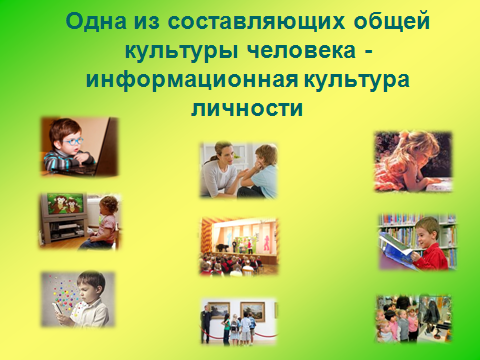 Одна из составляющих общей
культуры человека -
информационная культура
личности